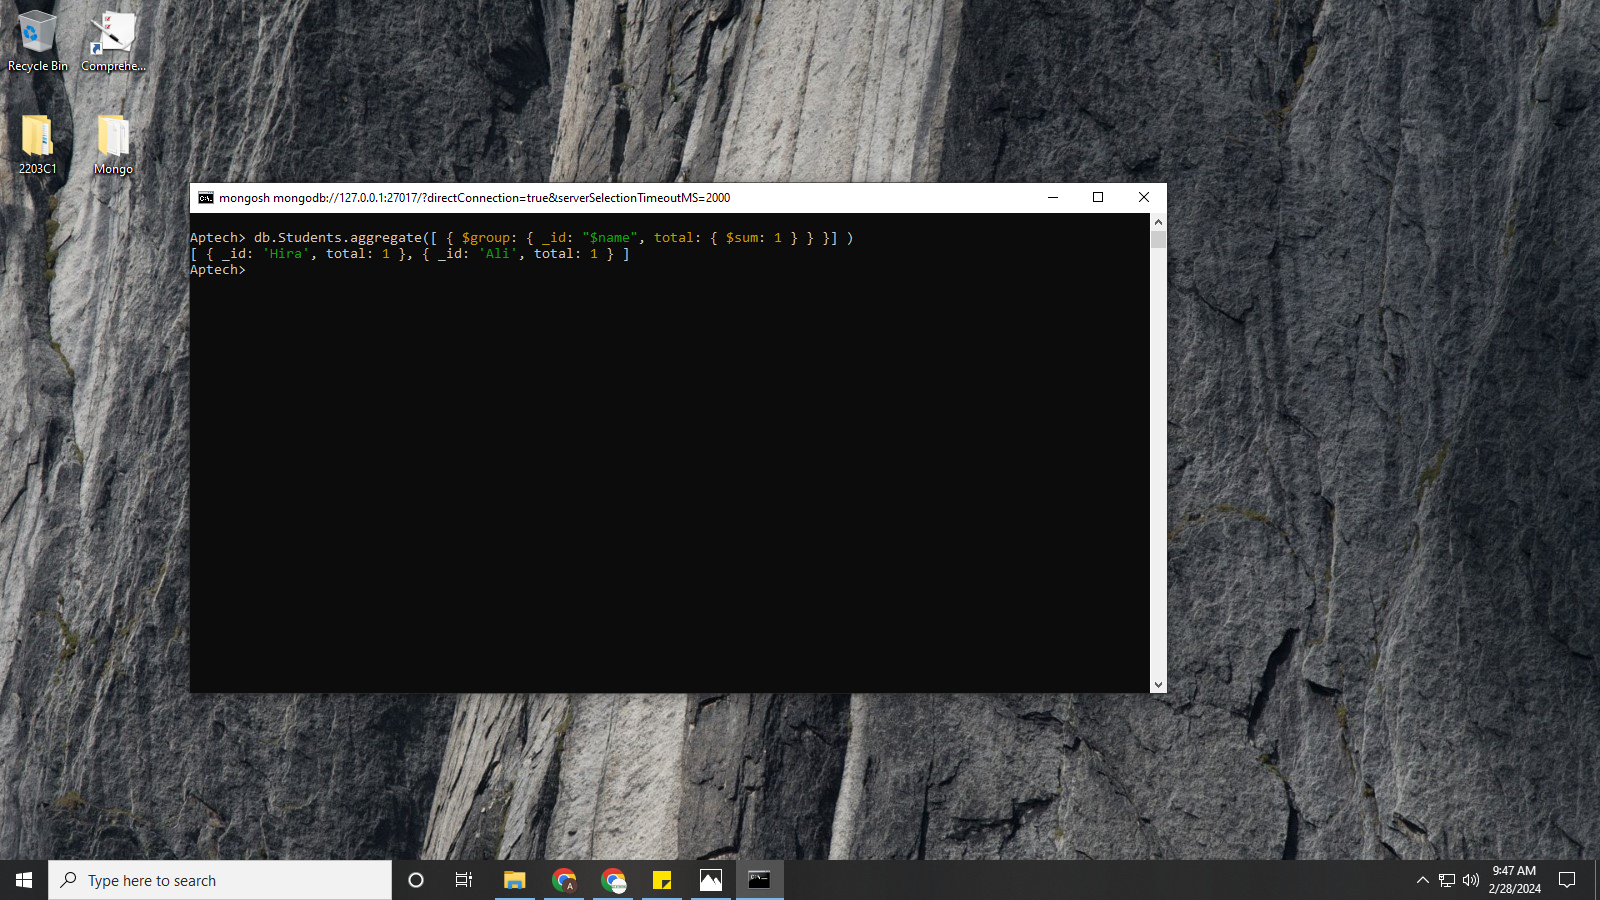 Recycle Bin
Comprehe...
2203C1
Mongo
mongosh mongodb://127.0.0.1:27017/?directConnection=true&serverSelectionTimeoutMS=2000
Aptech> db.Students.aggregate([ { $group: { _id: "$name", total: { $sum: 1 } } }] )
[ { _id: 'Hira', total: 1 }, { _id: 'Ali', total: 1 } ]
Aptech>
Type here to search
A
9:47 AM
2/28/2024